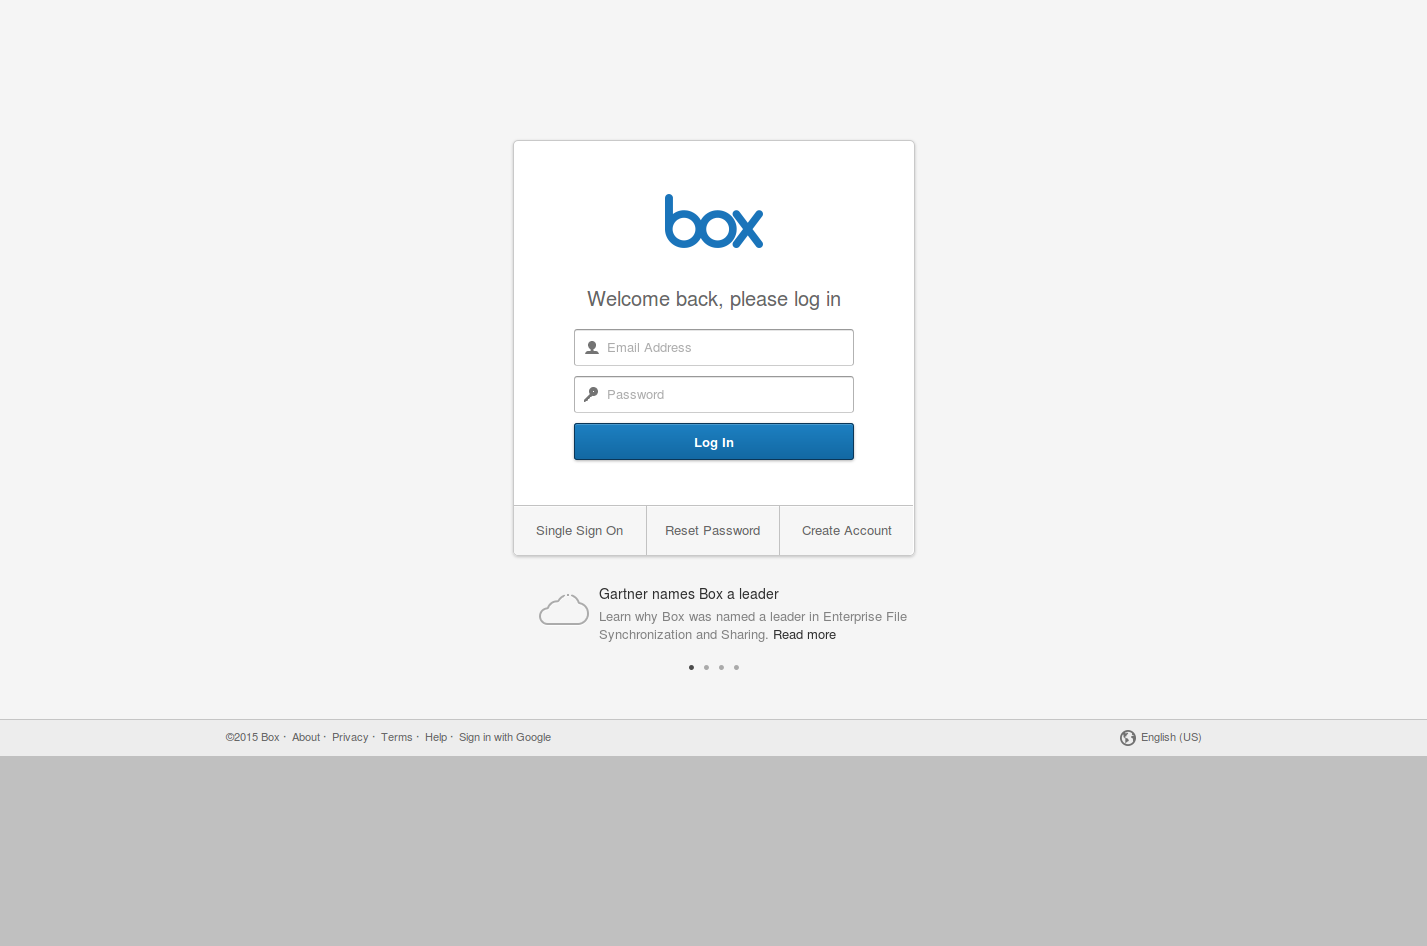 box
Welcome back, please log in
Email Address
Password
Log In
Single Sign On
Reset Password
Create Account
Gartner names Box a leader
Learn why Box was named a leader in Enterprise File
Synchronization and Sharing. Read more
©2015 Box · About · Privacy · Terms · Help · Sign in with Google
English (US)